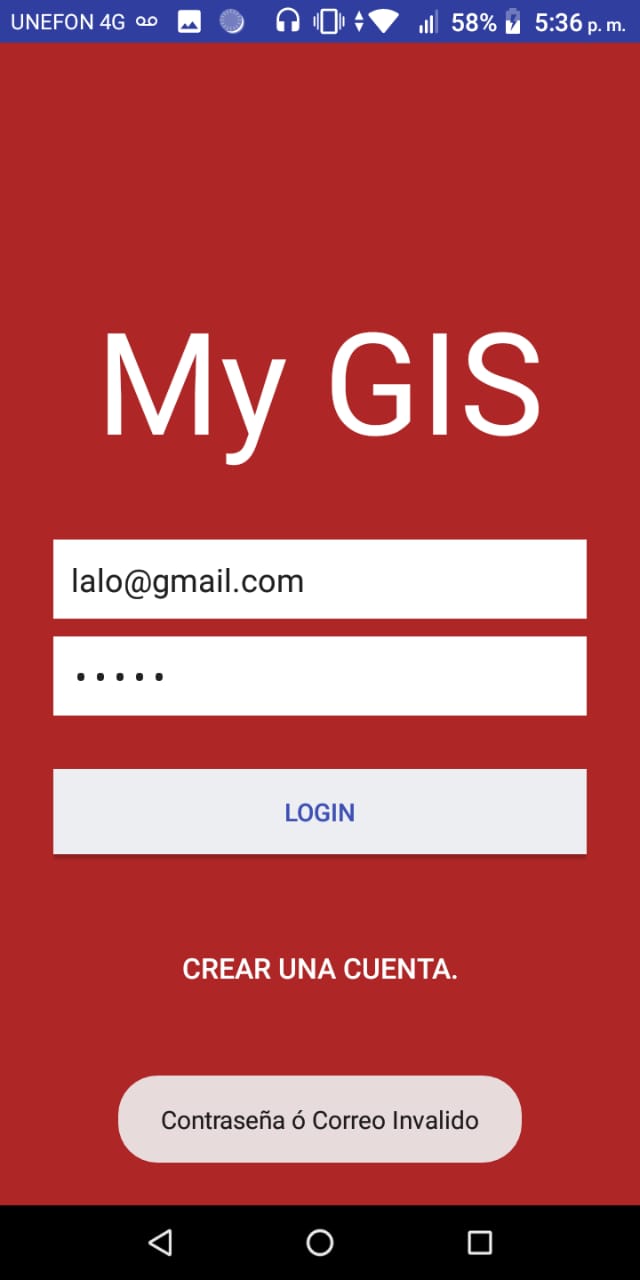 UNEFON 4G 58% 5:36 p. m.
My GIS
lalo@gmail.com
•••••
LOGIN
CREAR UNA CUENTA.
Contraseña ó Correo Invalido